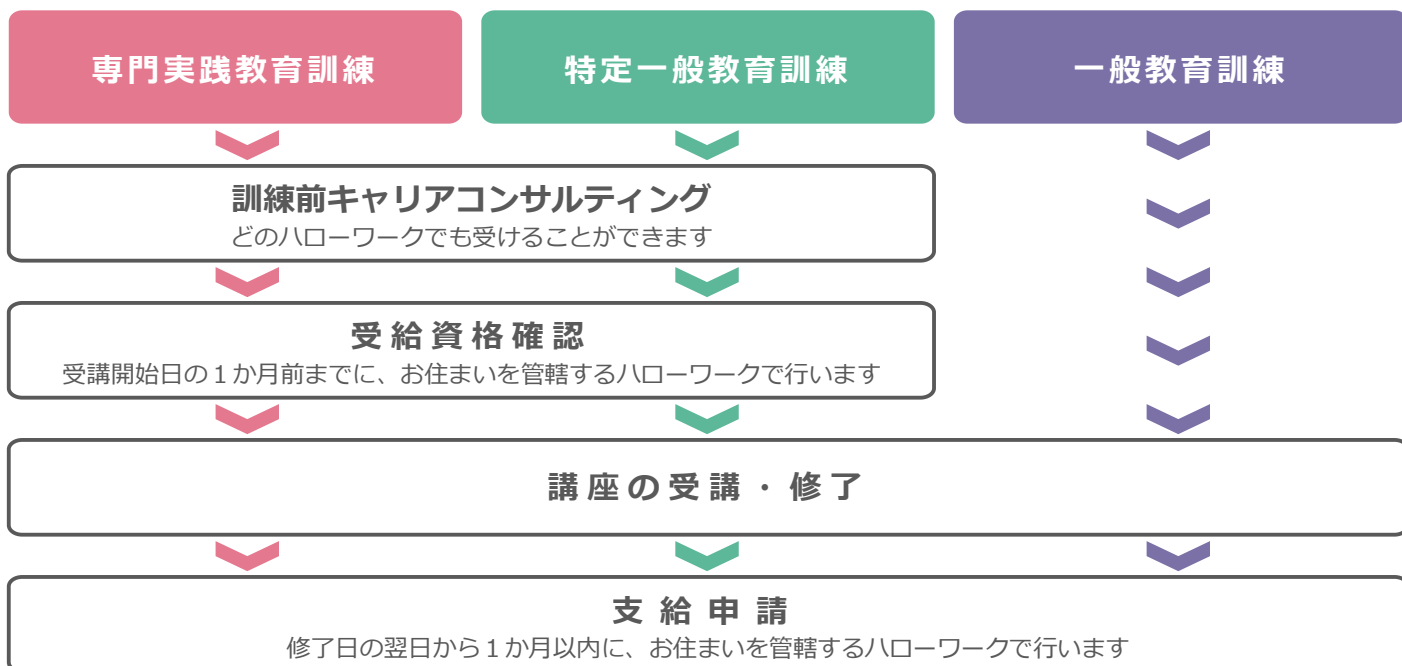 専門実践教育訓練
特定一般教育訓練
一般教育訓練
訓練前キャリアコンサルティング
どのハローワークでも受けることができます
受給資格確認
受講開始日の１か月前までに、お住まいを管轄するハローワークで行います
講座の受講・修了
支給申請
修了日の翌日から１か月以内に、お住まいを管轄するハローワークで行います